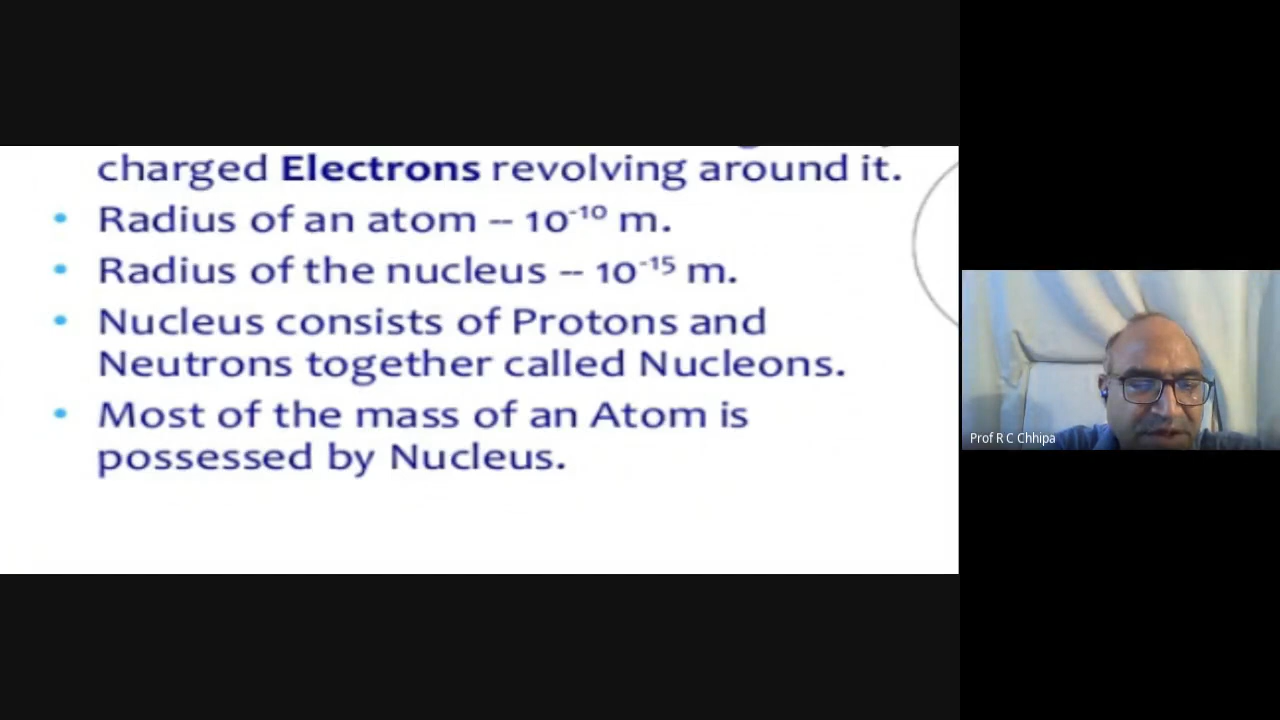 charged Electrons revolving around it.
• Radius of an atom -- 10⁻¹⁰ m.
• Radius of the nucleus -- 10⁻¹⁵ m.
• Nucleus consists of Protons and
Neutrons together called Nucleons.
• Most of the mass of an Atom is
possessed by Nucleus.
Prof R C Chhipa